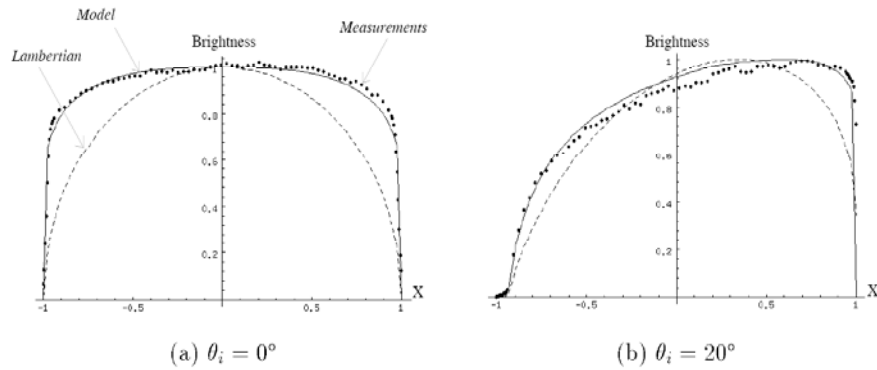 Model
Brightness
Measurements
Lambertian
1
0.8
0.6
0.4
0.2
-1
-0.5
0.5
1
X
(a) θᵢ = 0°
Brightness
1
0.8
0.6
0.4
0.2
-1
-0.5
0.5
1
X
(b) θᵢ = 20°